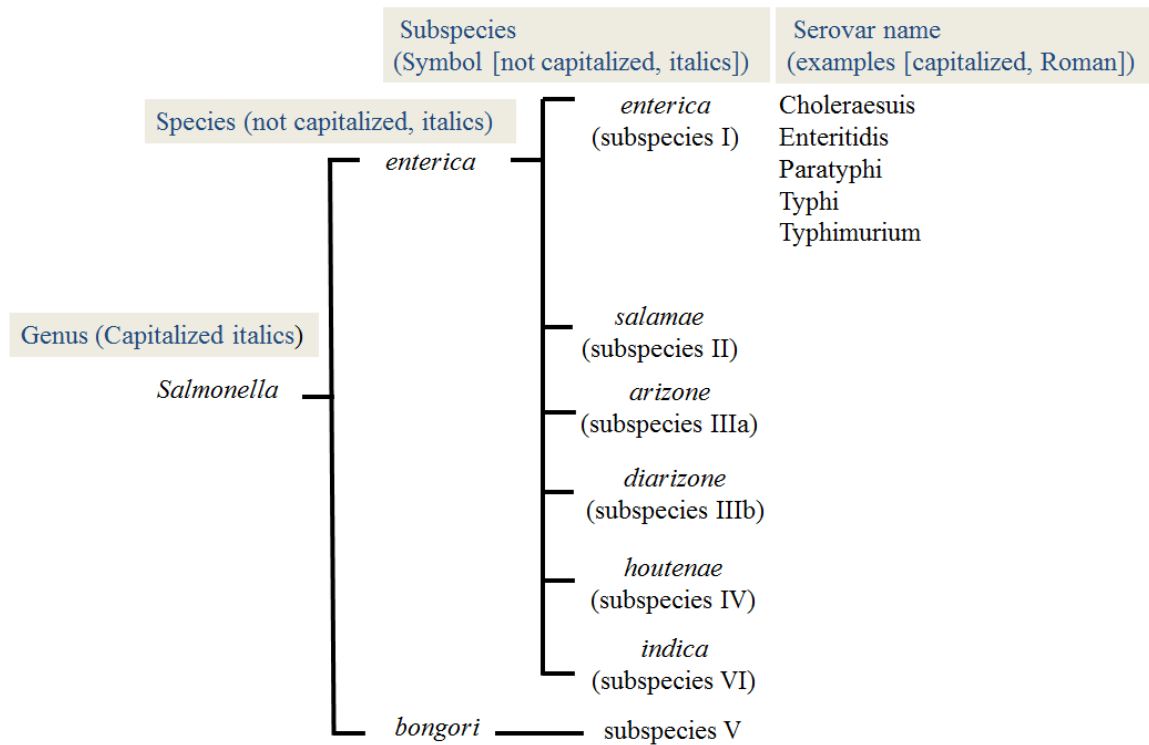 Subspecies
(Symbol [not capitalized, italics])
Serovar name
(examples [capitalized, Roman])
Species (not capitalized, italics)
enterica
enterica
(subspecies I)
Choleraesuis
Enteritidis
Paratyphi
Typhi
Typhimurium
Genus (Capitalized italics)
Salmonella
salamae
(subspecies II)
arizone
(subspecies IIIa)
diarizone
(subspecies IIIb)
houtenae
(subspecies IV)
indica
(subspecies VI)
bongori
subspecies V